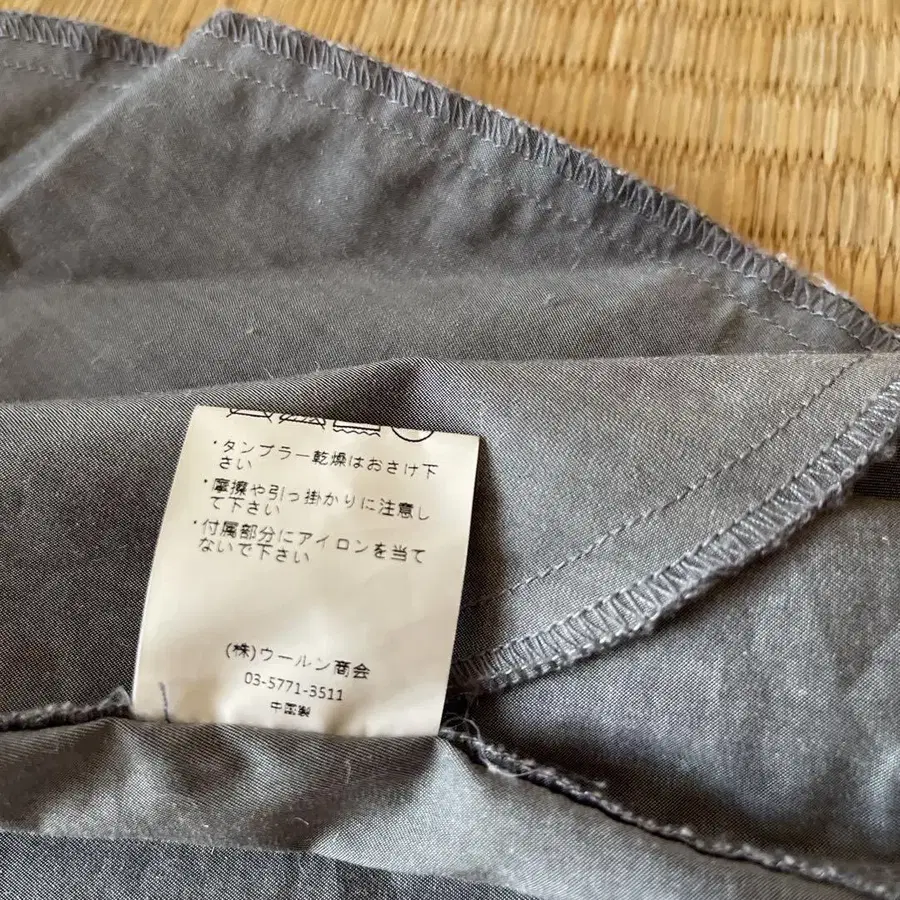 ・タンブラー乾燥はおさけ下
さい
・摩擦や引っ掛かりに注意し
て下さい
・付属部分にアイロンを当て
ないで下さい
(株)ウールン商会
03-5771-3511
中国製